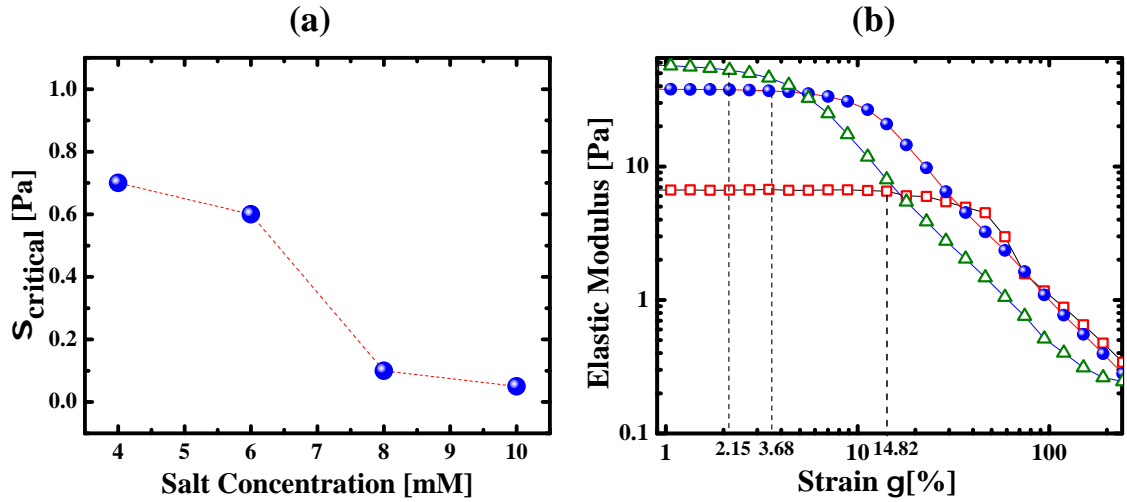 (a)
S critical [Pa]
1.0
0.8
0.6
0.4
0.2
0.0
4 5 6 7 8 9 10
Salt Concentration [mM]
(b)
Elastic Modulus [Pa]
10
1
0.1
1 2.15 3.68 10 14.82 100
Strain g[%]